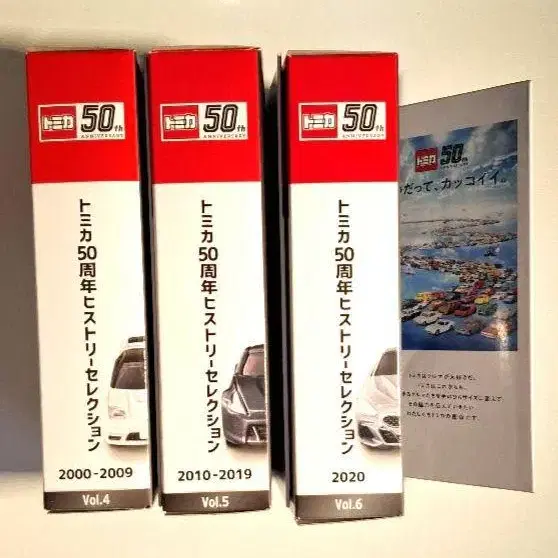 トミカ
50th
ANNIVERSARY
トミカ50周年ヒストリーセレクション
2000-2009
Vol.4
トミカ
50th
ANNIVERSARY
トミカ50周年ヒストリーセレクション
2010-2019
Vol.5
トミカ
50th
ANNIVERSARY
トミカ50周年ヒストリーセレクション
2020
Vol.6
トミカ
50th
だって、カッコイイ。